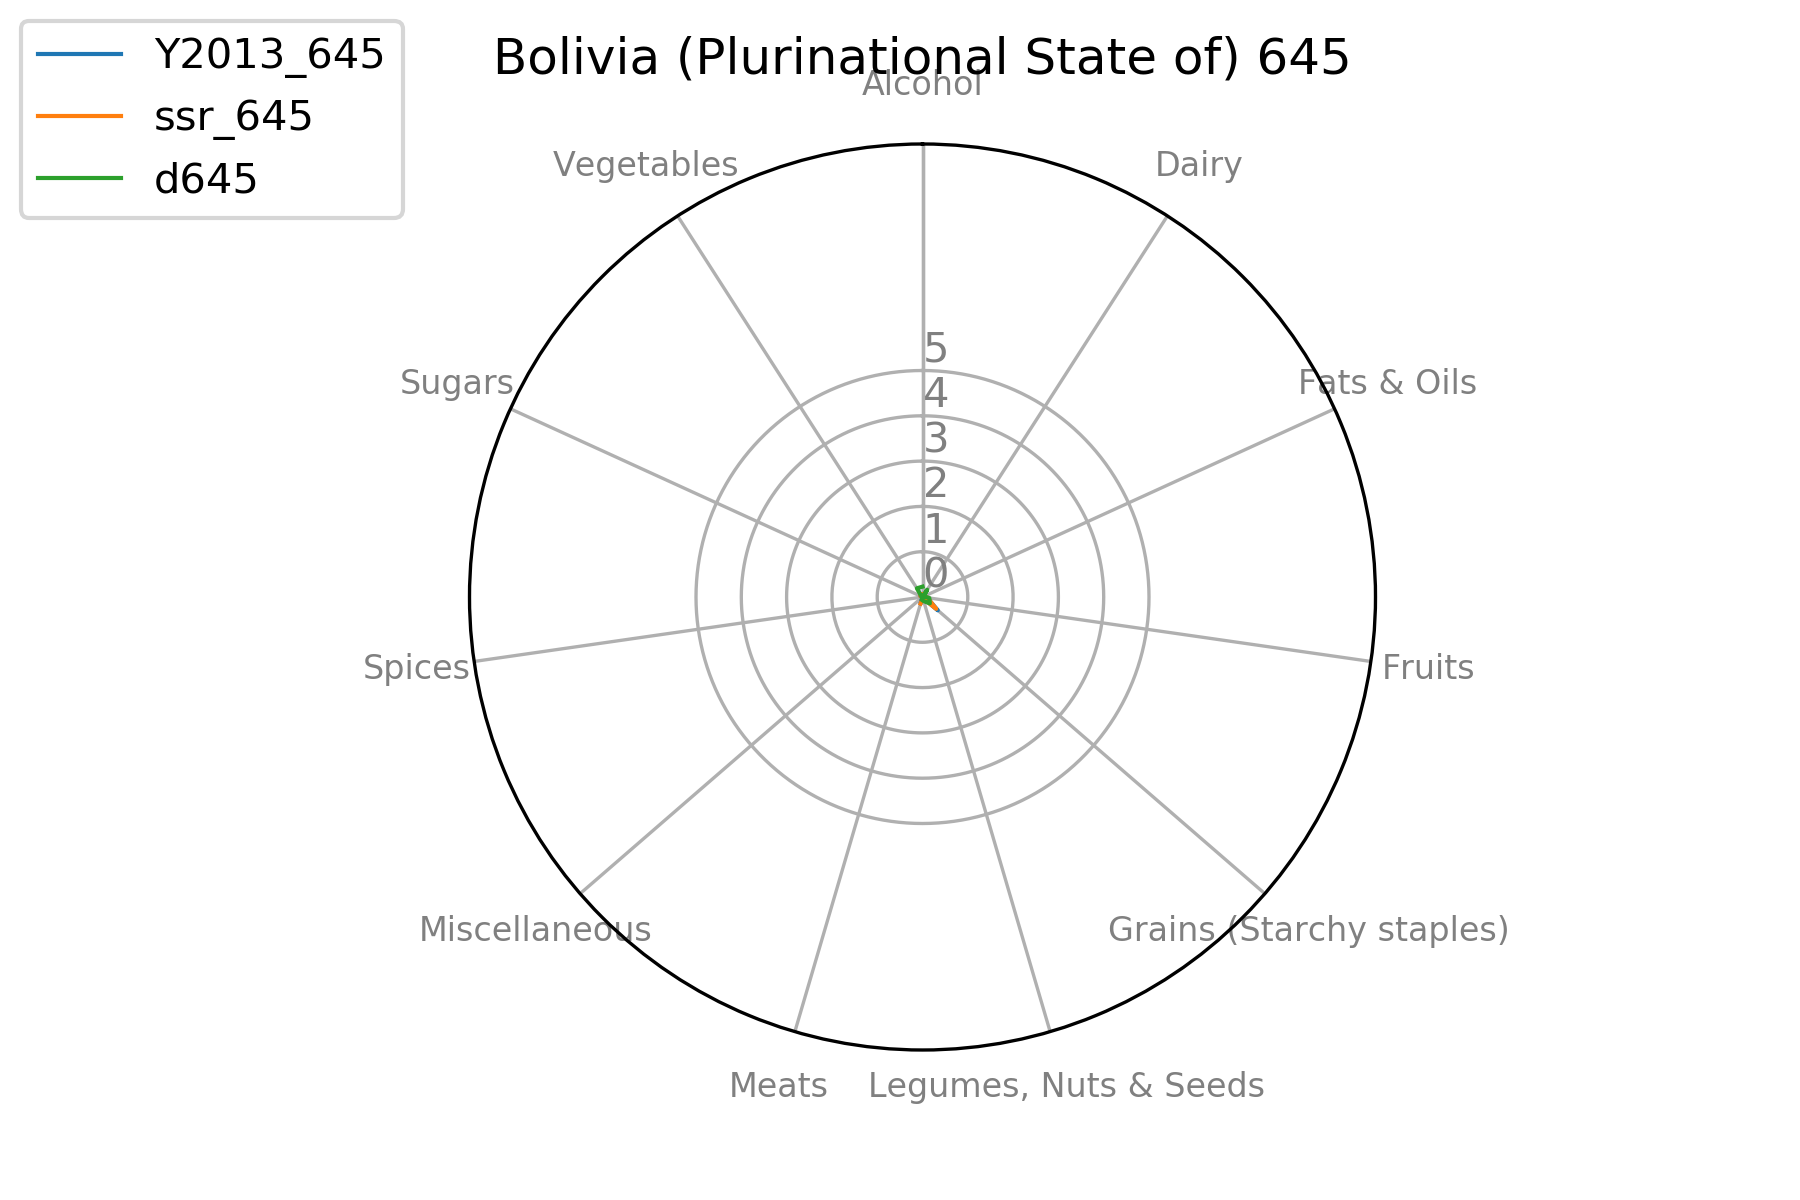 Y2013_645
ssr_645
d645
Bolivia (Plurinational State of) 645
Alcohol
Vegetables
Dairy
Sugars
Fats & Oils
5
4
3
2
1
0
Spices
Fruits
Miscellaneous
Grains (Starchy staples)
Meats
Legumes, Nuts & Seeds